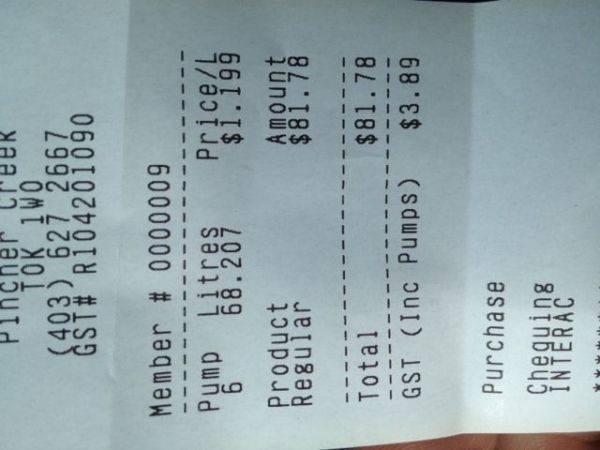 Pincher Creek
T0K 1W0
(403) 627 2667
GST# R104201090
Member # 0000009
--------------------------------
Pump Litres Price/L
6 68.207 $1.199
Product Amount
Regular $81.78
--------------------------------
Total $81.78
--------------------------------
GST (Inc Pumps) $3.89
Purchase
Chequing
INTERAC